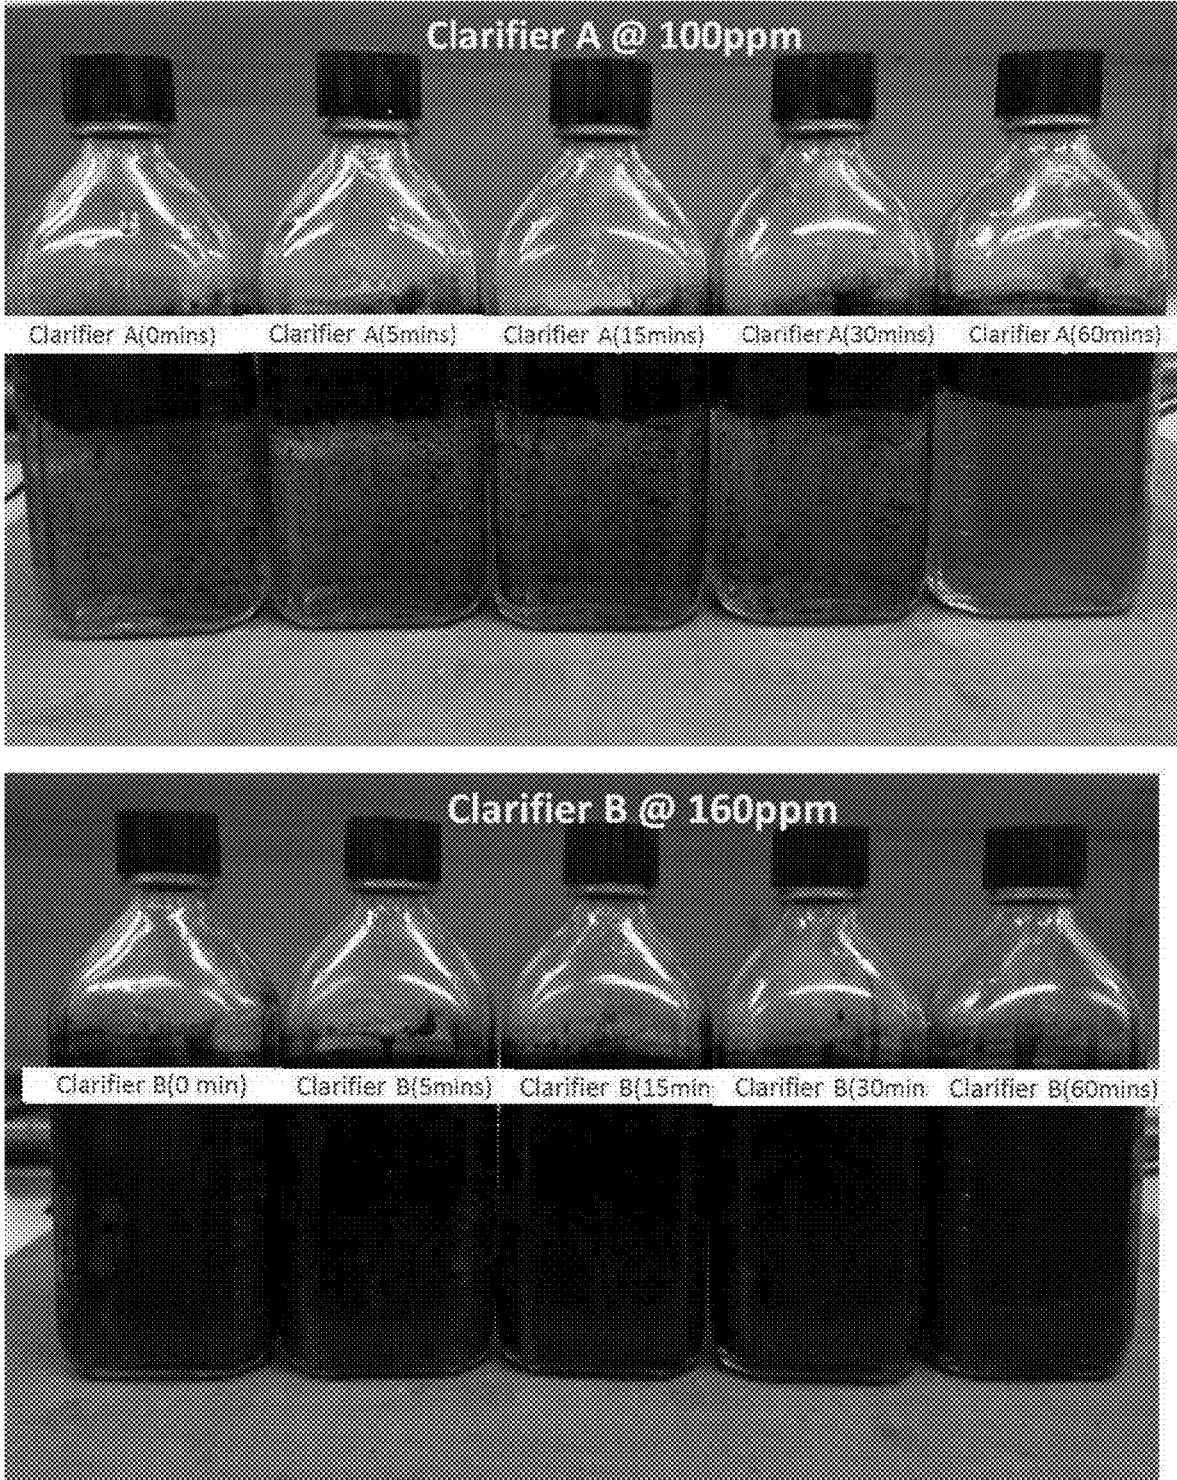 Clarifier A @ 100ppm
Clarifier A(0mins) Clarifier A(5mins) Clarifier A(15mins) Clarifier A(30mins) Clarifier A(60mins)
Clarifier B @ 160ppm
Clarifier B(0 min) Clarifier B(5mins) Clarifier B(15min Clarifier B(30min Clarifier B(60mins)